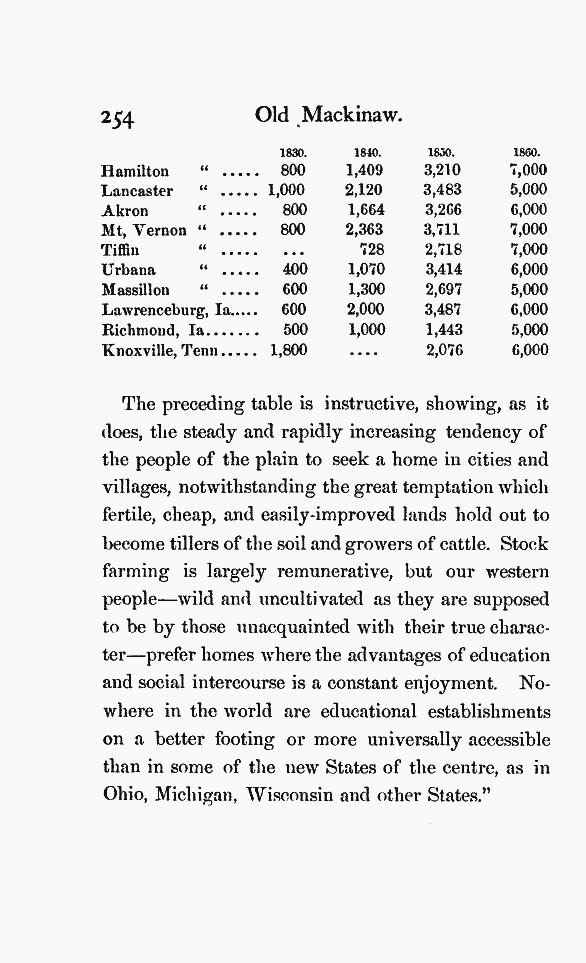 254 Old Mackinaw.
1830. 1840. 1850. 1860.
Hamilton “ ..... 800 1,409 3,210 7,000
Lancaster “ ..... 1,000 2,120 3,483 5,000
Akron “ ..... 800 1,664 3,266 6,000
Mt, Vernon “ ..... 800 2,363 3,711 7,000
Tiffin “ ..... ... 728 2,718 7,000
Urbana “ ..... 400 1,070 3,414 6,000
Massillon “ ..... 600 1,300 2,697 5,000
Lawrenceburg, Ia..... 600 2,000 3,487 6,000
Richmond, Ia....... 500 1,000 1,443 5,000
Knoxville, Tenn..... 1,800 .... 2,076 6,000
The preceding table is instructive, showing, as it
does, the steady and rapidly increasing tendency of
the people of the plain to seek a home in cities and
villages, notwithstanding the great temptation which
fertile, cheap, and easily-improved lands hold out to
become tillers of the soil and growers of cattle. Stock
farming is largely remunerative, but our western
people—wild and uncultivated as they are supposed
to be by those unacquainted with their true charac-
ter—prefer homes where the advantages of education
and social intercourse is a constant enjoyment. No-
where in the world are educational establishments
on a better footing or more universally accessible
than in some of the new States of the centre, as in
Ohio, Michigan, Wisconsin and other States.”